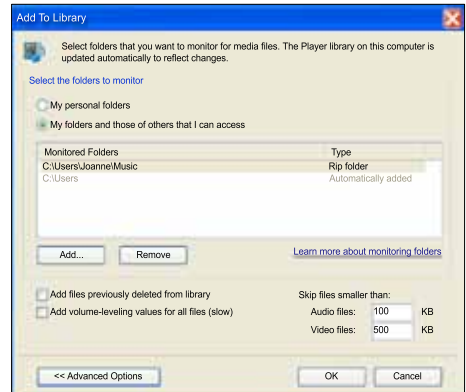 Add To Library
Select folders that you want to monitor for media files. The Player library on this computer is
updated automatically to reflect changes.
Select the folders to monitor
My personal folders
My folders and those of others that I can access
Monitored Folders Type
C:\Users\Joanne\Music Rip folder
C:\Users Automatically added
Add... Remove Learn more about monitoring folders
Add files previously deleted from library Skip files smaller than:
Add volume-leveling values for all files (slow) Audio files: 100 KB
Video files: 500 KB
<< Advanced Options OK Cancel